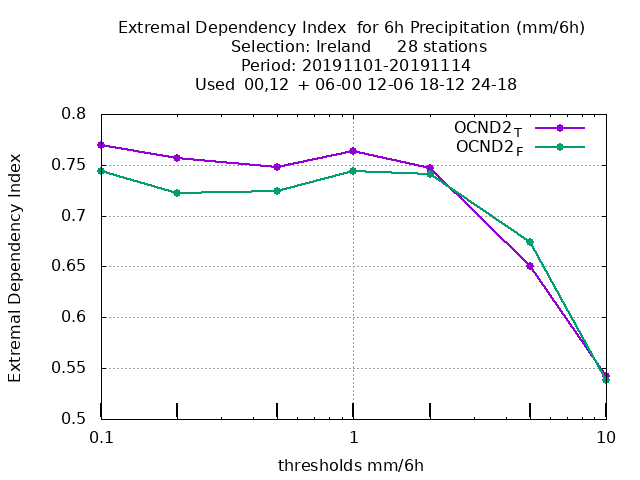 Extremal Dependency Index  for 6h Precipitation (mm/6h)
Selection: Ireland     28 stations
Period: 20191101-20191114
Used  00,12  + 06-00 12-06 18-12 24-18
OCND2T
OCND2F
0.8
0.75
0.7
0.65
0.6
0.55
0.5
Extremal Dependency Index
0.1
1
10
thresholds mm/6h